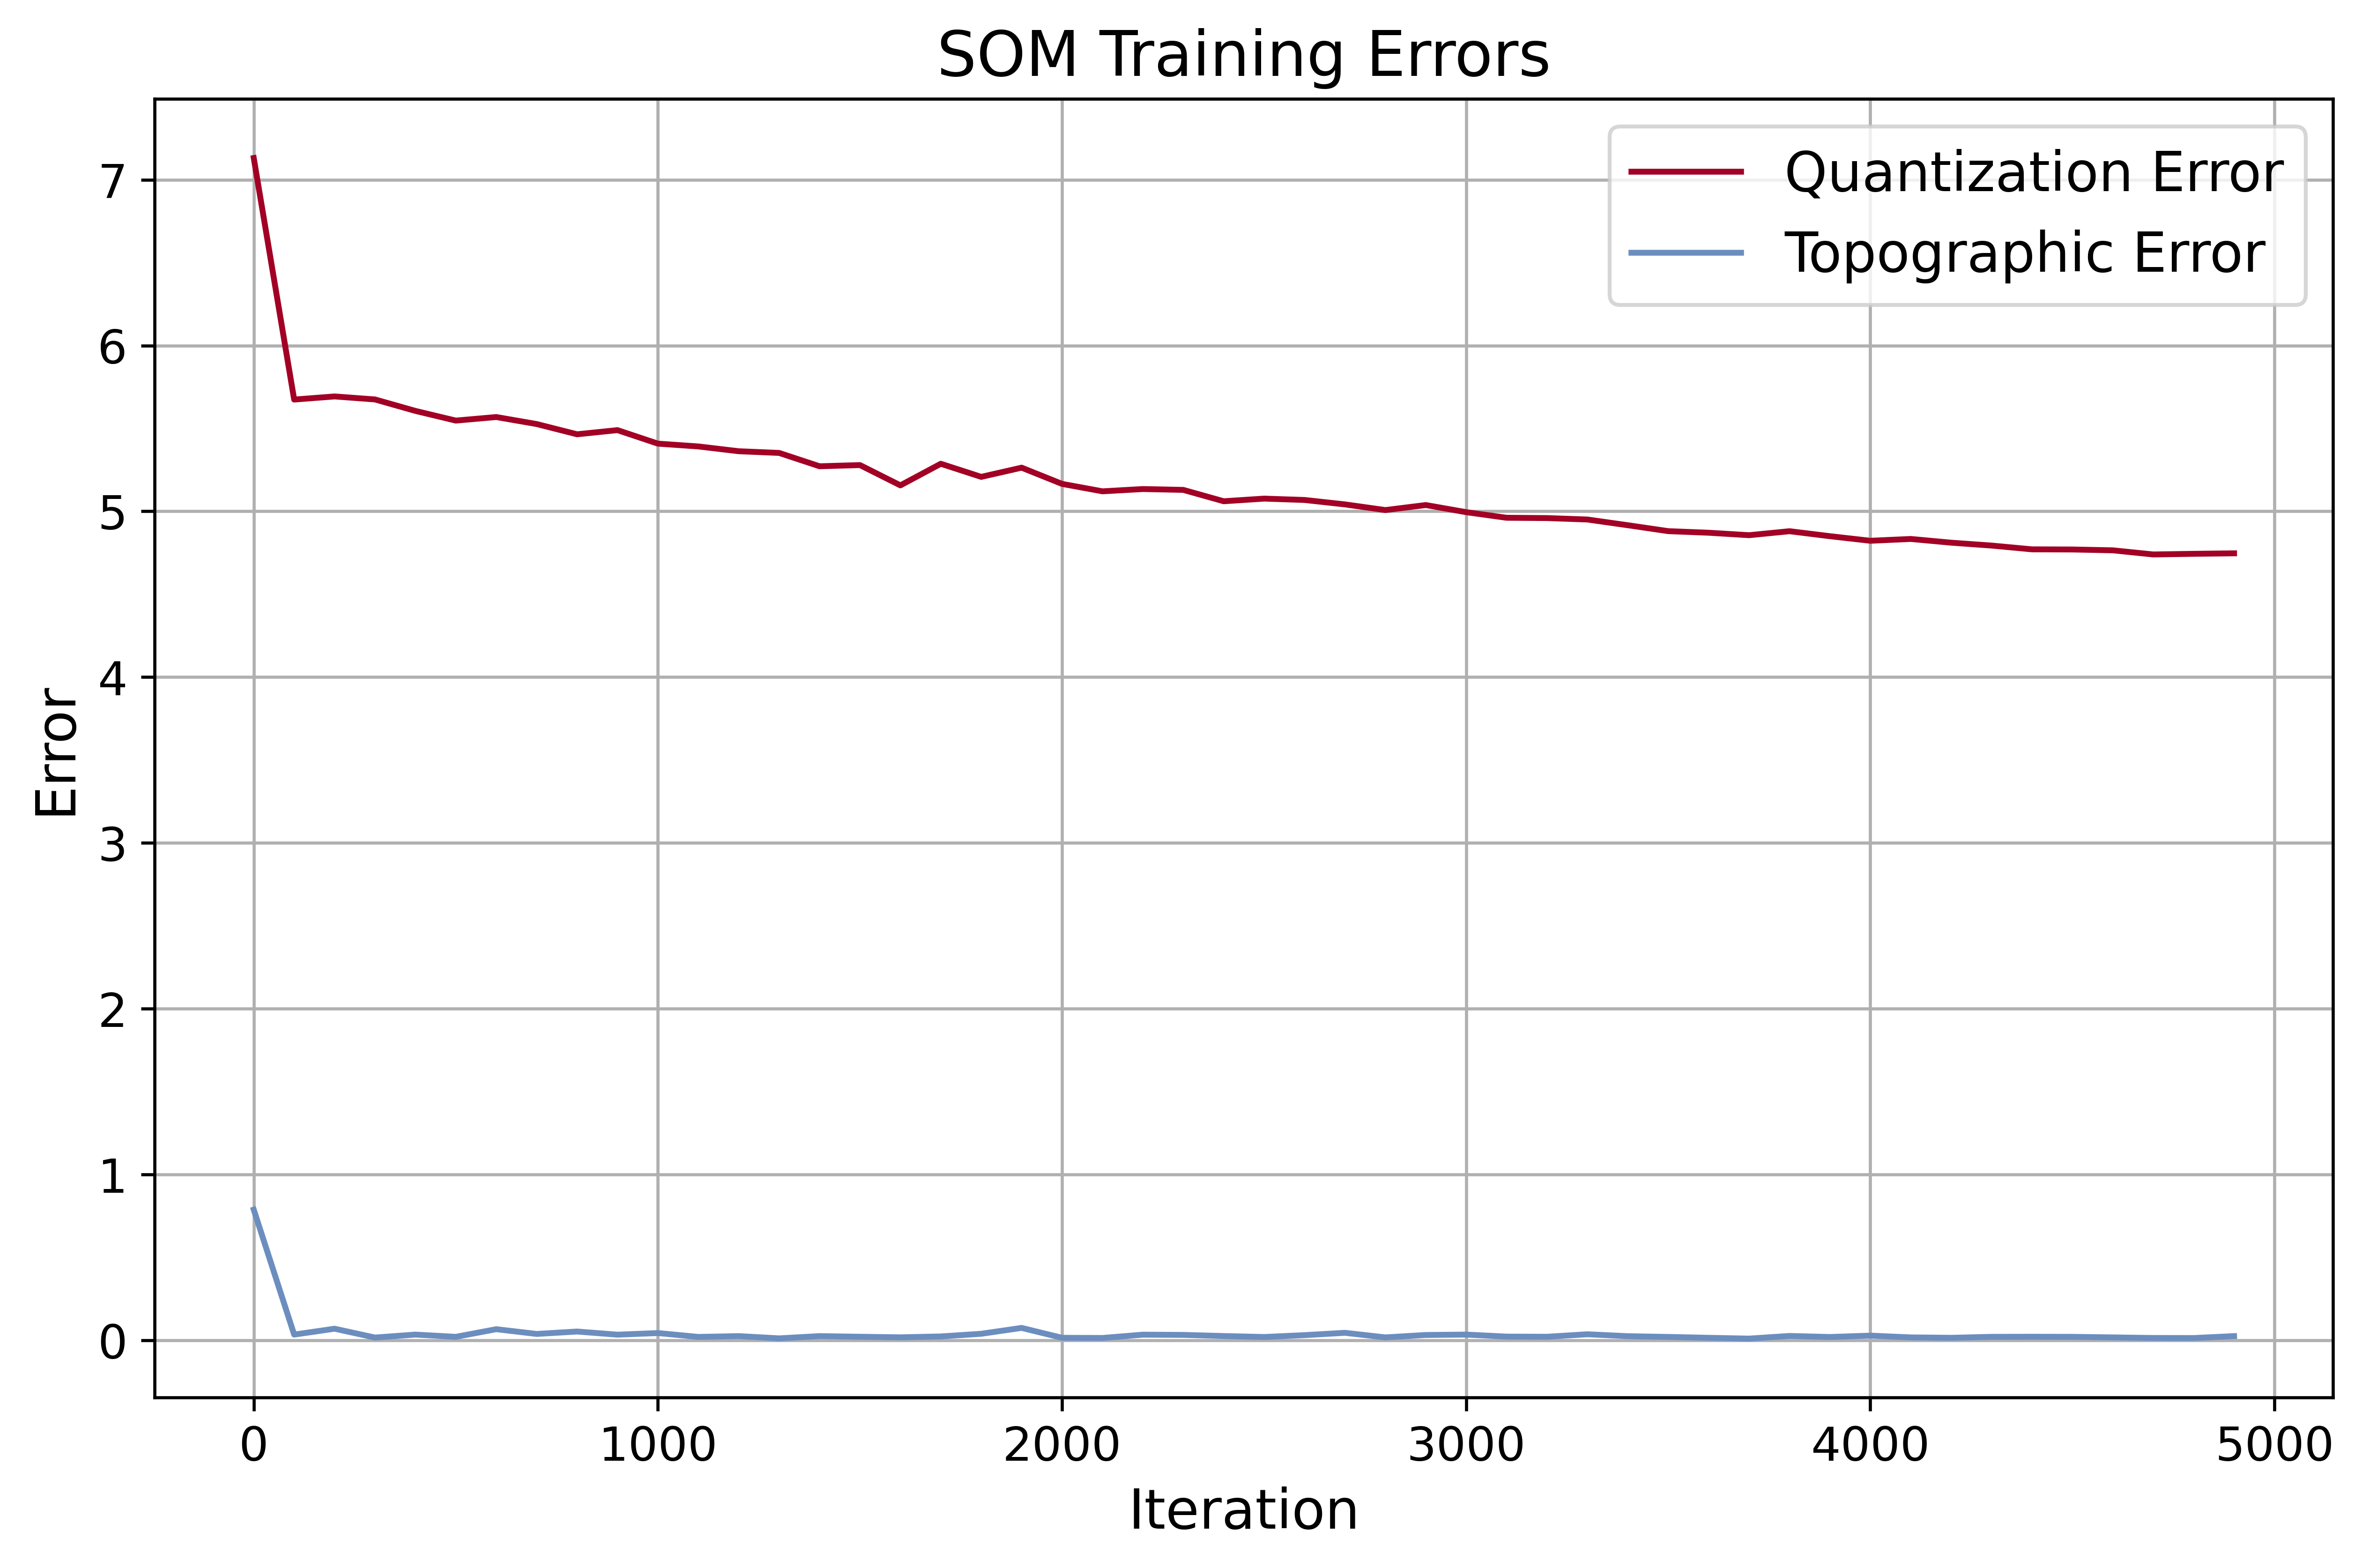 SOM Training Errors
Quantization Error
Topographic Error
7
6
5
4
3
2
1
0
Error
0 1000 2000 3000 4000 5000
Iteration